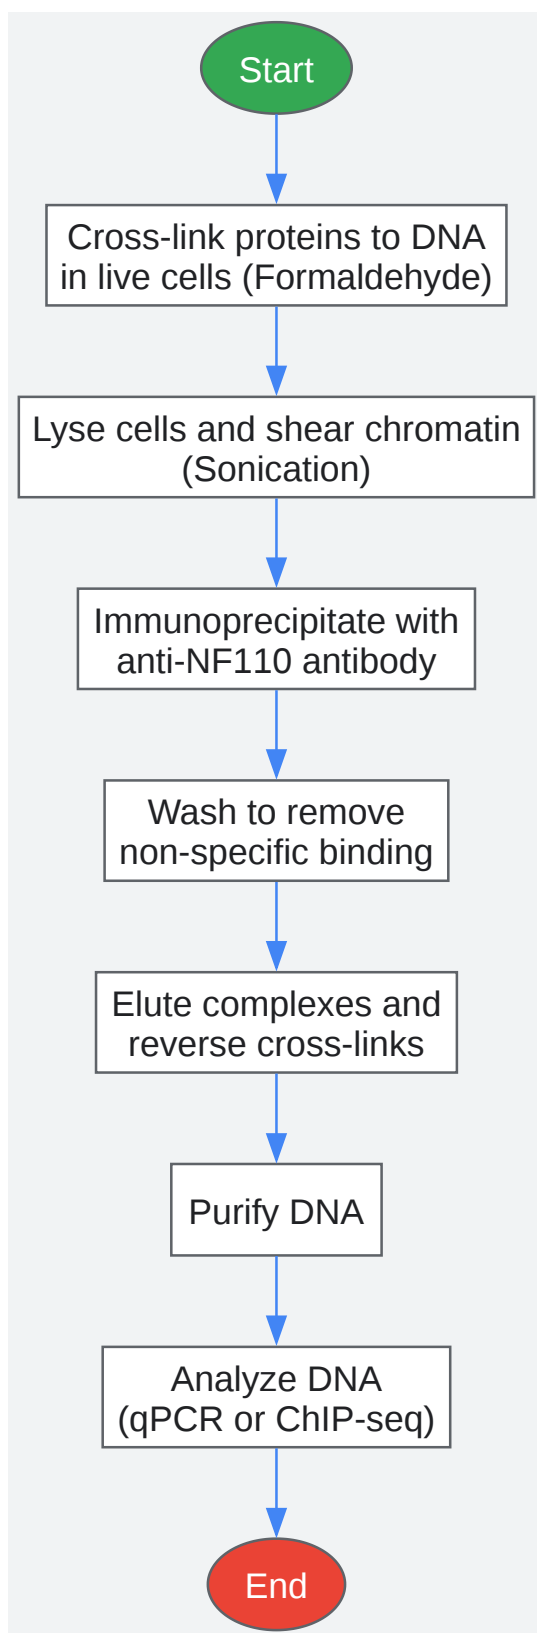 Start
Cross-link proteins to DNA
in live cells (Formaldehyde)
Lyse cells and shear chromatin
(Sonication)
Immunoprecipitate with
anti-NF110 antibody
Wash to remove
non-specific binding
Elute complexes and
reverse cross-links
Purify DNA
Analyze DNA
(qPCR or ChIP-seq)
End